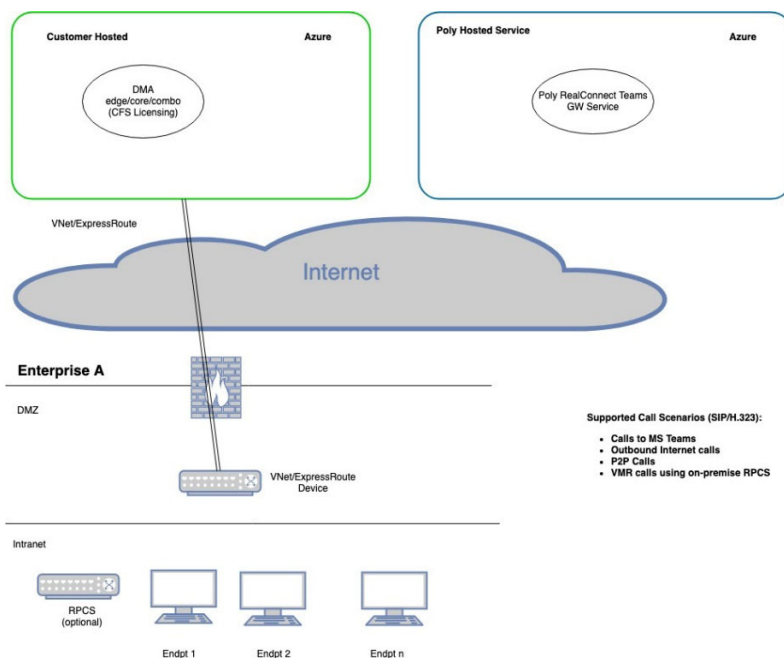 Customer Hosted
Azure
DMA
edge/core/combo
(CFS Licensing)
Poly Hosted Service
Azure
Poly RealConnect Teams
GW Service
VNet/ExpressRoute
Internet
Enterprise A
DMZ
VNet/ExpressRoute
Device
Supported Call Scenarios (SIP/H.323):
• Calls to MS Teams
• Outbound Internet calls
• P2P Calls
• VMR calls using on-premise RPCS
Intranet
RPCS
(optional)
Endpt 1
Endpt 2
Endpt n